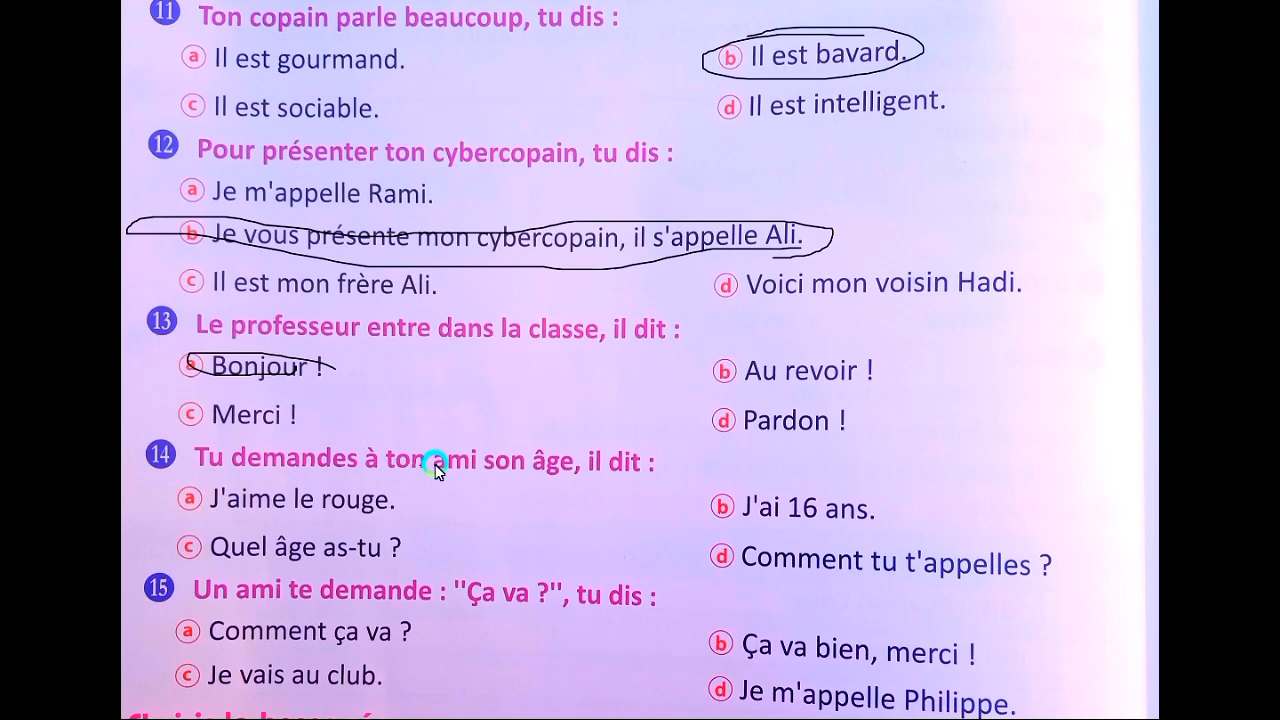 11 Ton copain parle beaucoup, tu dis :
a Il est gourmand. b Il est bavard.
c Il est sociable. d Il est intelligent.
12 Pour présenter ton cybercopain, tu dis :
a Je m'appelle Rami.
b Je vous présente mon cybercopain, il s'appelle Ali.
c Il est mon frère Ali. d Voici mon voisin Hadi.
13 Le professeur entre dans la classe, il dit :
a Bonjour ! b Au revoir !
c Merci ! d Pardon !
14 Tu demandes à ton ami son âge, il dit :
a J'aime le rouge. b J'ai 16 ans.
c Quel âge as-tu ? d Comment tu t'appelles ?
15 Un ami te demande : "Ça va ?", tu dis :
a Comment ça va ? b Ça va bien, merci !
c Je vais au club. d Je m'appelle Philippe.